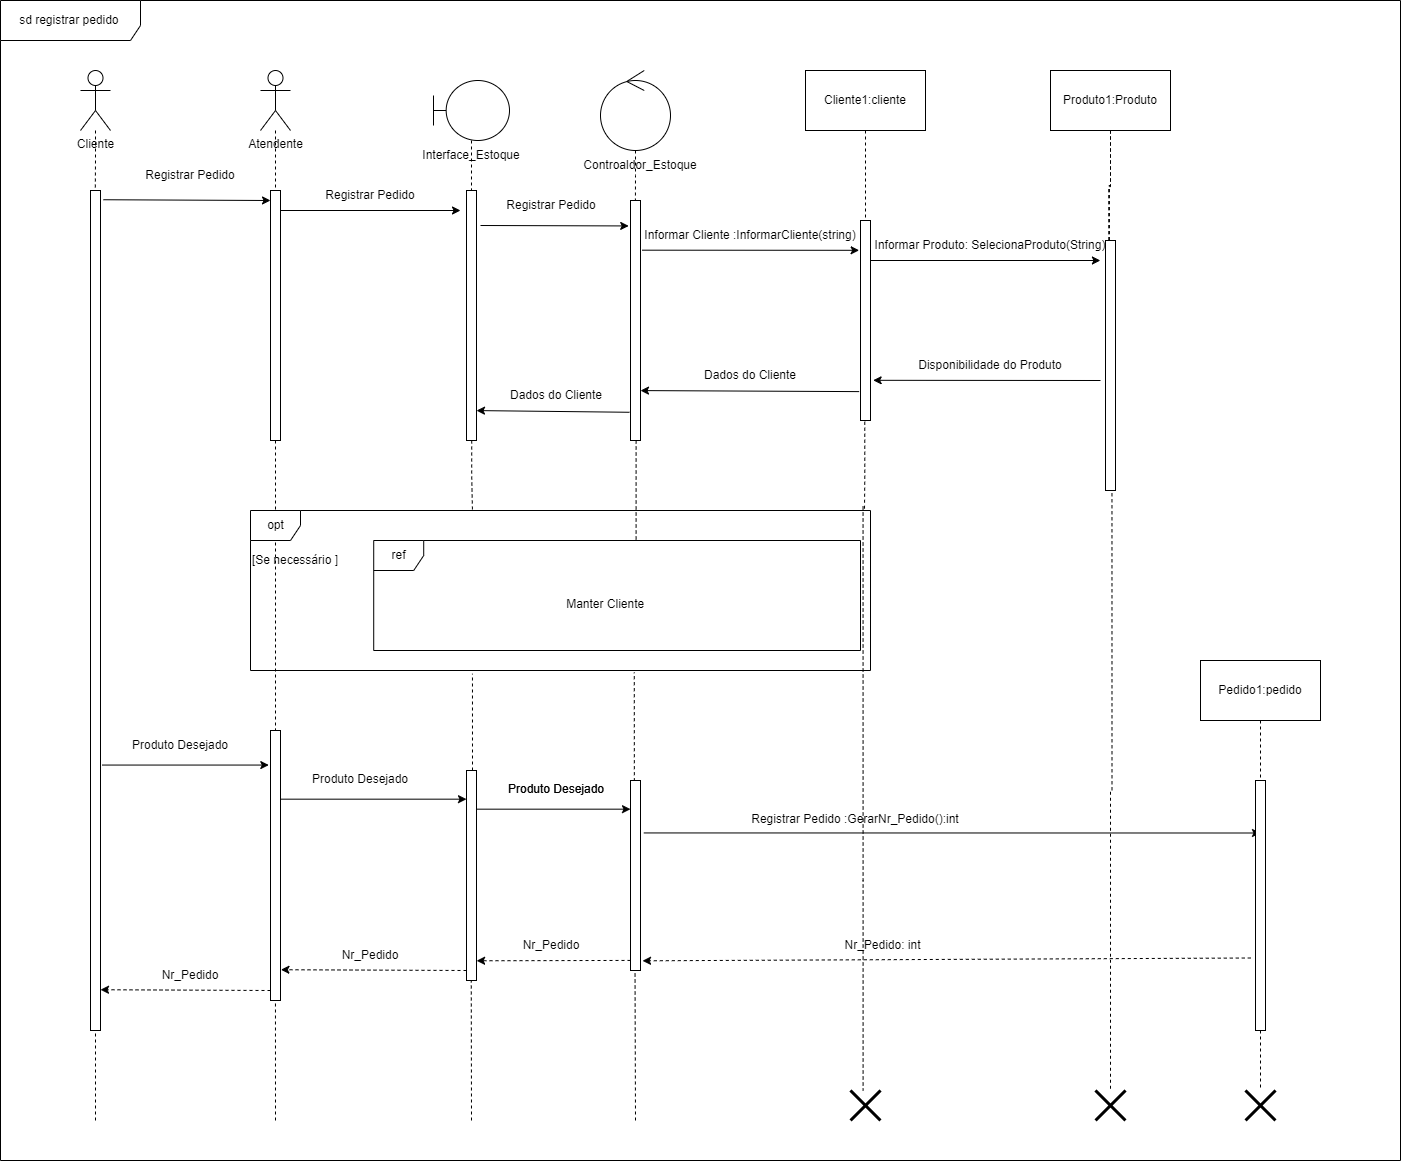 sd registrar pedido
Cliente
Atendente
Interface_Estoque
Controaldor_Estoque
Cliente1:cliente
Produto1:Produto
Registrar Pedido
Registrar Pedido
Registrar Pedido
Informar Cliente :InformarCliente(string)
Informar Produto: SelecionaProduto(String)
Disponibilidade do Produto
Dados do Cliente
Dados do Cliente
opt
[Se necessário ]
ref
Manter Cliente
Pedido1:pedido
Produto Desejado
Produto Desejado
Produto Desejado
Registrar Pedido :GerarNr_Pedido():int
Nr_Pedido: int
Nr_Pedido
Nr_Pedido
Nr_Pedido